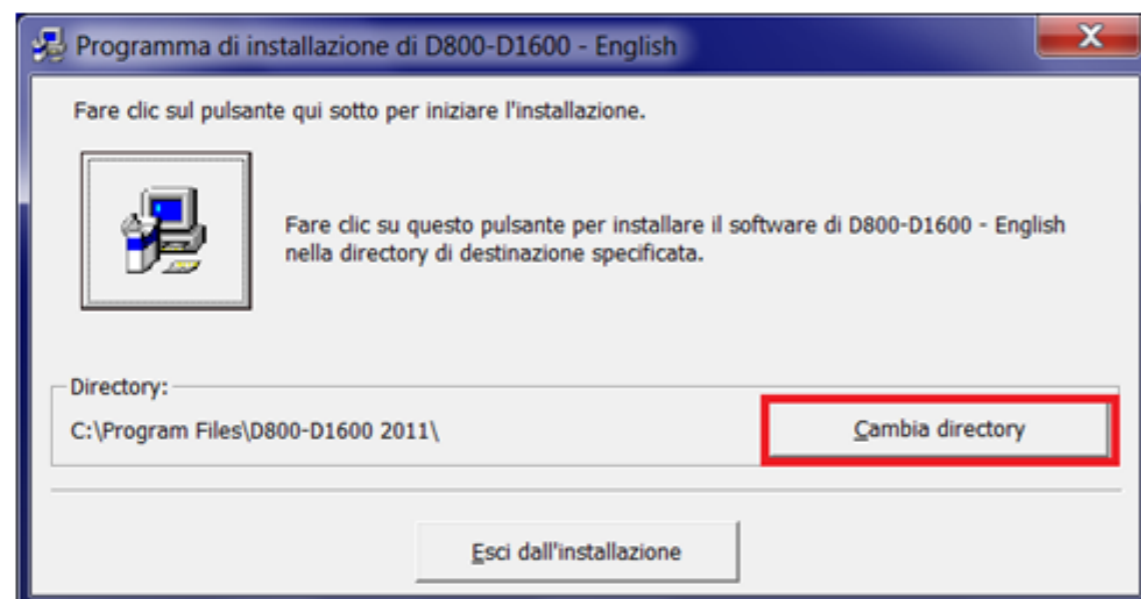 Programma di installazione di D800-D1600 - English
Fare clic sul pulsante qui sotto per iniziare l'installazione.
Fare clic su questo pulsante per installare il software di D800-D1600 - English
nella directory di destinazione specificata.
Directory:
C:\Program Files\D800-D1600 2011\
Cambia directory
Esci dall'installazione